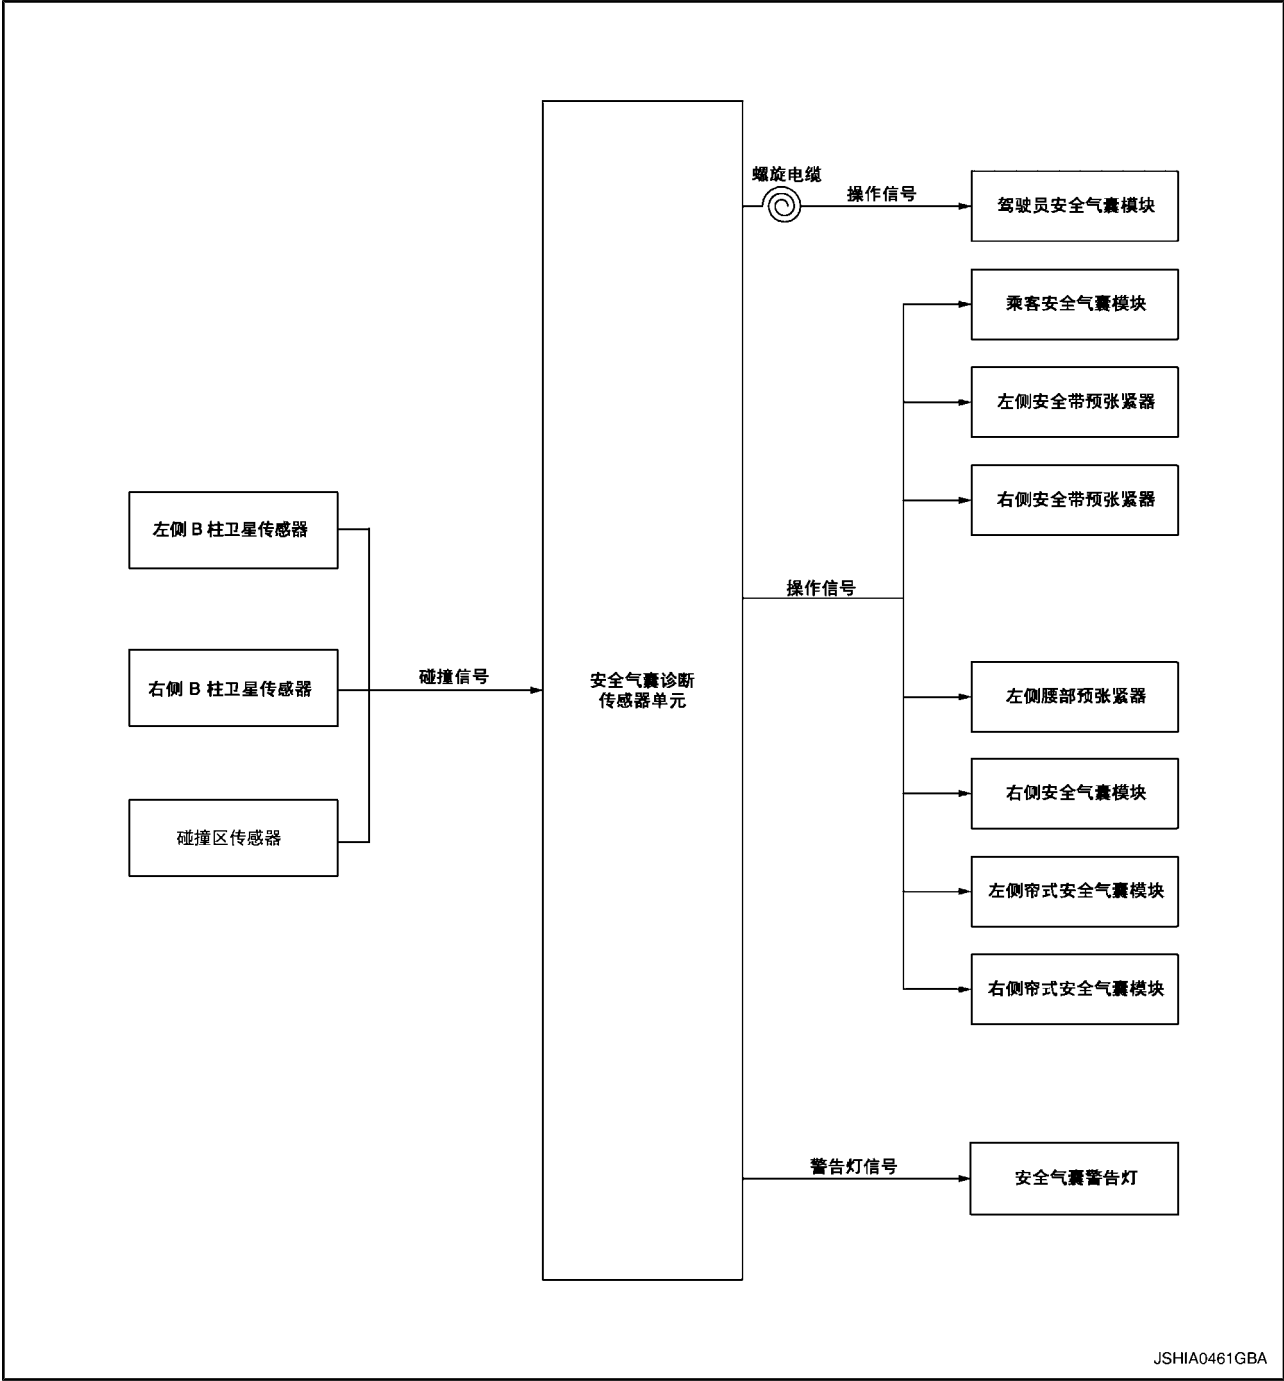 螺旋电缆
操作信号
驾驶员安全气囊模块
乘客安全气囊模块
左侧安全带预张紧器
右侧安全带预张紧器
左侧 B 柱卫星传感器
操作信号
右侧 B 柱卫星传感器
碰撞信号
安全气囊诊断
传感器单元
左侧腰部预张紧器
右侧安全气囊模块
碰撞区传感器
左侧帘式安全气囊模块
右侧帘式安全气囊模块
警告灯信号
安全气囊警告灯
JSHIA0461GBA